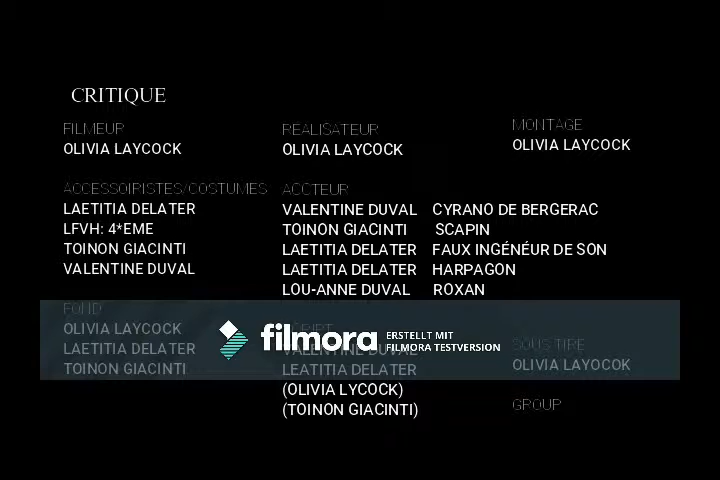 CRITIQUE
FILMEUR
OLIVIA LAYCOCK
REALISATEUR
OLIVIA LAYCOCK
MONTAGE
OLIVIA LAYCOCK
ACCESSOIRISTES/COSTUMES
LAETITIA DELATER
LFVH: 4*EME
TOINON GIACINTI
VALENTINE DUVAL
ACCTEUR
VALENTINE DUVAL CYRANO DE BERGERAC
TOINON GIACINTI SCAPIN
LAETITIA DELATER FAUX INGÉNÉUR DE SON
LAETITIA DELATER HARPAGON
LOU-ANNE DUVAL ROXAN
FOND
OLIVIA LAYCOCK
LAETITIA DELATER
TOINON GIACINTI
SCRIPT
VALENTINE DUVAL
LEATITIA DELATER
(OLIVIA LYCOCK)
(TOINON GIACINTI)
SOUS TIRE
OLIVIA LAYOCOK
GROUP
filmora
ERSTELLT MIT
FILMORA TESTVERSION